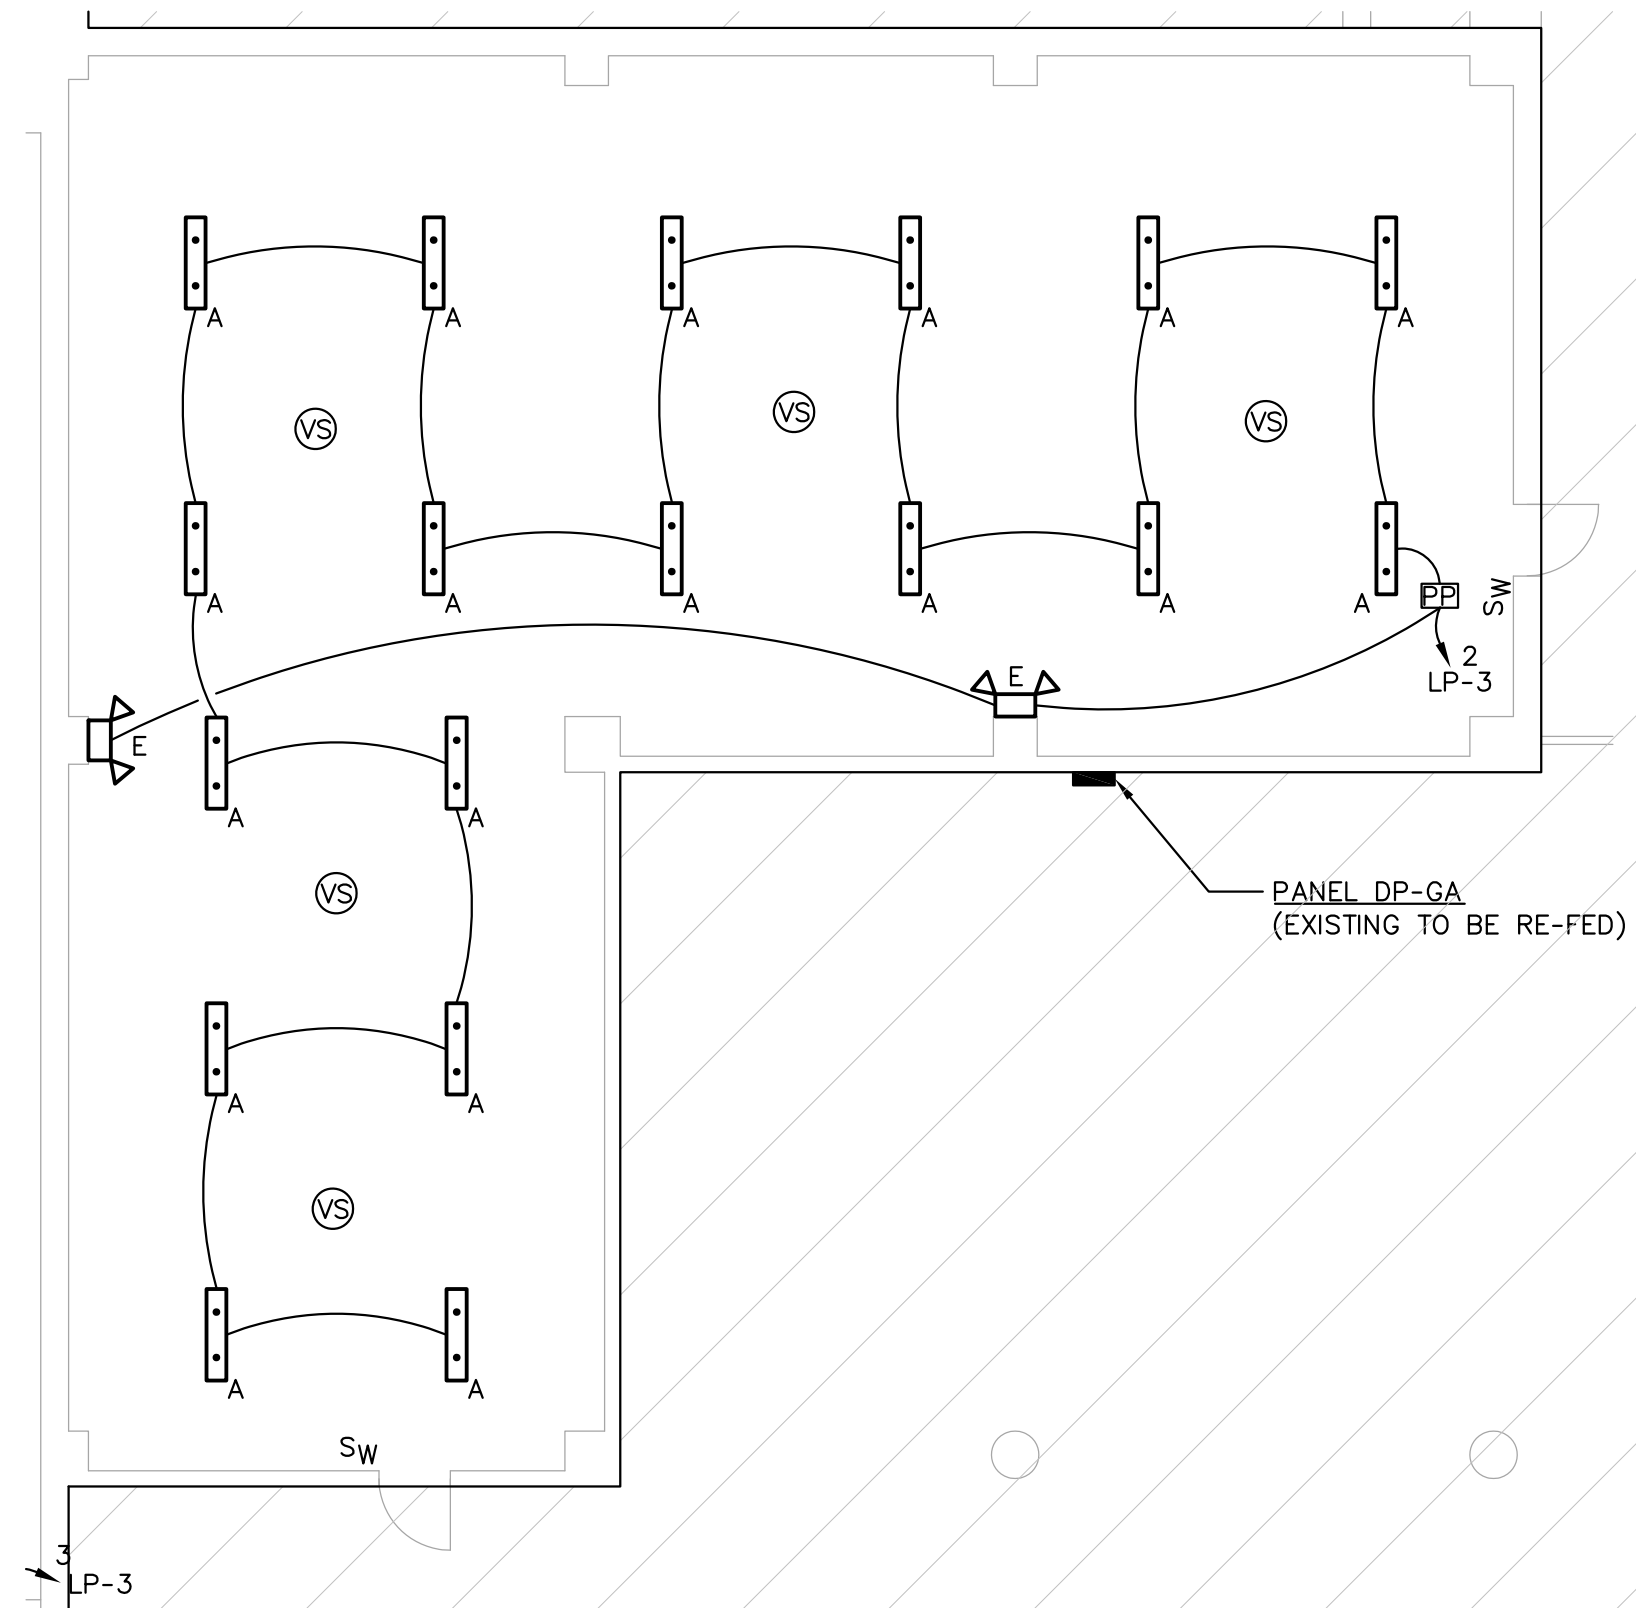 A A A A A A
VS VS VS
A A A A A A
PP
SW
2
LP-3
E
E
A A
VS
PANEL DP-GA
(EXISTING TO BE RE-FED)
A A
VS
A A
SW
3
LP-3